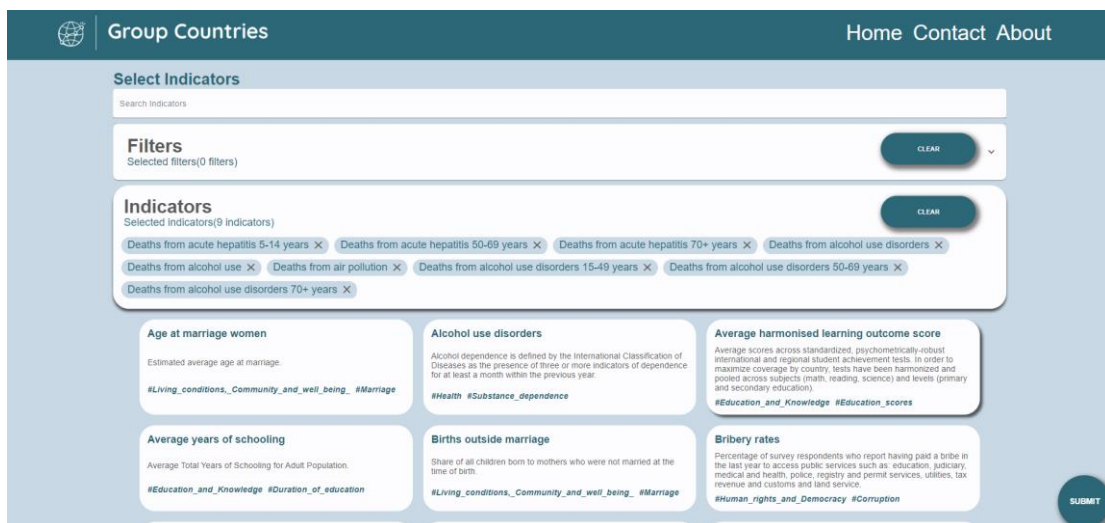 Group Countries
Home Contact About
Select Indicators
Search Indicators
Filters
Selected filters(0 filters)
CLEAR
Indicators
Selected indicators(9 indicators)
CLEAR
Deaths from acute hepatitis 5-14 years X Deaths from acute hepatitis 50-69 years X Deaths from acute hepatitis 70+ years X Deaths from alcohol use disorders X
Deaths from alcohol use X Deaths from air pollution X Deaths from alcohol use disorders 15-49 years X Deaths from alcohol use disorders 50-69 years X
Deaths from alcohol use disorders 70+ years X
Age at marriage women
Estimated average age at marriage.
#Living_conditions,_Community_and_well_being_ #Marriage
Alcohol use disorders
Alcohol dependence is defined by the International Classification of
Diseases as the presence of three or more indicators of dependence
for at least a month within the previous year.
#Health #Substance_dependence
Average harmonised learning outcome score
Average scores across standardized, psychometrically-robust
international and regional student achievement tests. In order to
maximize coverage by country, tests have been harmonized and
pooled across subjects (math, reading, science) and levels (primary
and secondary education).
#Education_and_Knowledge #Education_scores
Average years of schooling
Average Total Years of Schooling for Adult Population.
#Education_and_Knowledge #Duration_of_education
Births outside marriage
Share of all children born to mothers who were not married at the
time of birth.
#Living_conditions,_Community_and_well_being_ #Marriage
Bribery rates
Percentage of survey respondents who report having paid a bribe in
the last year to access public services such as: education, judiciary,
medical and health, police, registry and permit services, utilities, tax
revenue and customs and land service.
#Human_rights_and_Democracy #Corruption
SUBMIT